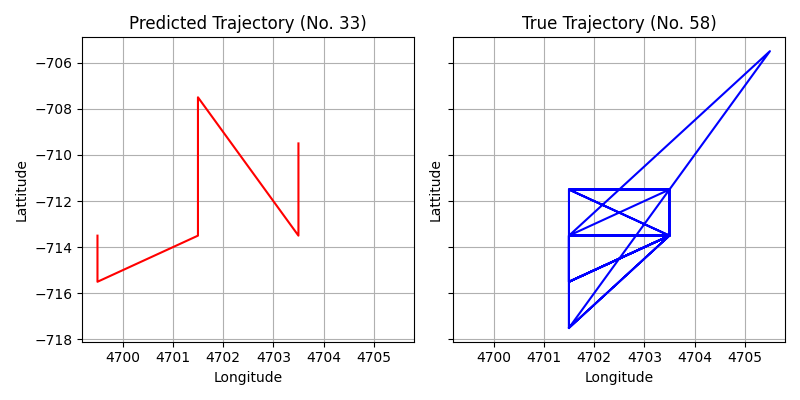 Predicted Trajectory (No. 33)
True Trajectory (No. 58)
Lattitude
−706
−708
−710
−712
−714
−716
−718
4700 4701 4702 4703 4704 4705
Longitude
Lattitude
4700 4701 4702 4703 4704 4705
Longitude